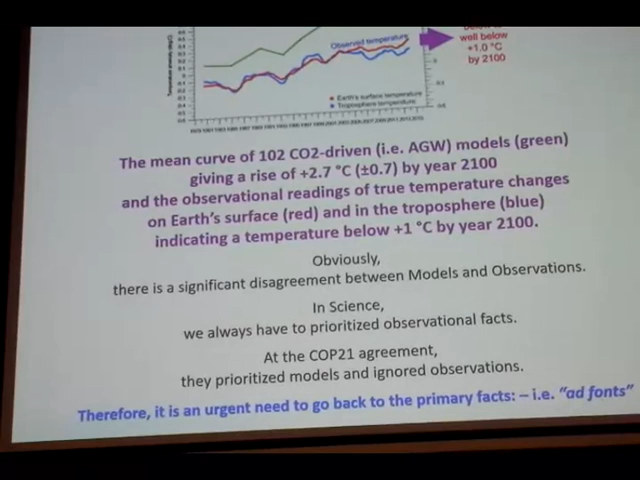 well below
+1.0 °C
by 2100
Observed temperature
Earth's surface temperature
Troposphere temperature
The mean curve of 102 CO2-driven (i.e. AGW) models (green)
giving a rise of +2.7 °C (±0.7) by year 2100
and the observational readings of true temperature changes
on Earth's surface (red) and in the troposphere (blue)
indicating a temperature below +1 °C by year 2100.
Obviously,
there is a significant disagreement between Models and Observations.
In Science,
we always have to prioritized observational facts.
At the COP21 agreement,
they prioritized models and ignored observations.
Therefore, it is an urgent need to go back to the primary facts: – i.e. "ad fonts"